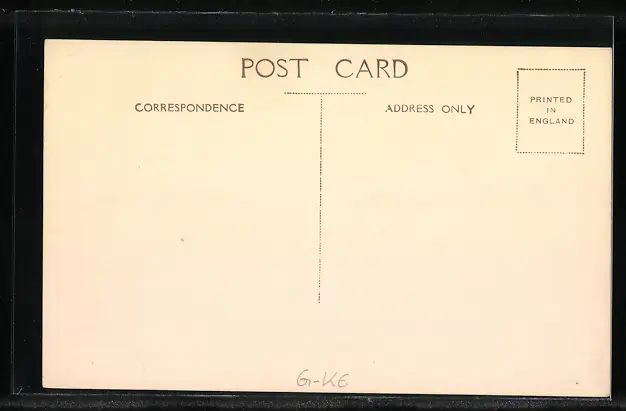 POST CARD
CORRESPONDENCE
ADDRESS ONLY
PRINTED
IN
ENGLAND
G-KE